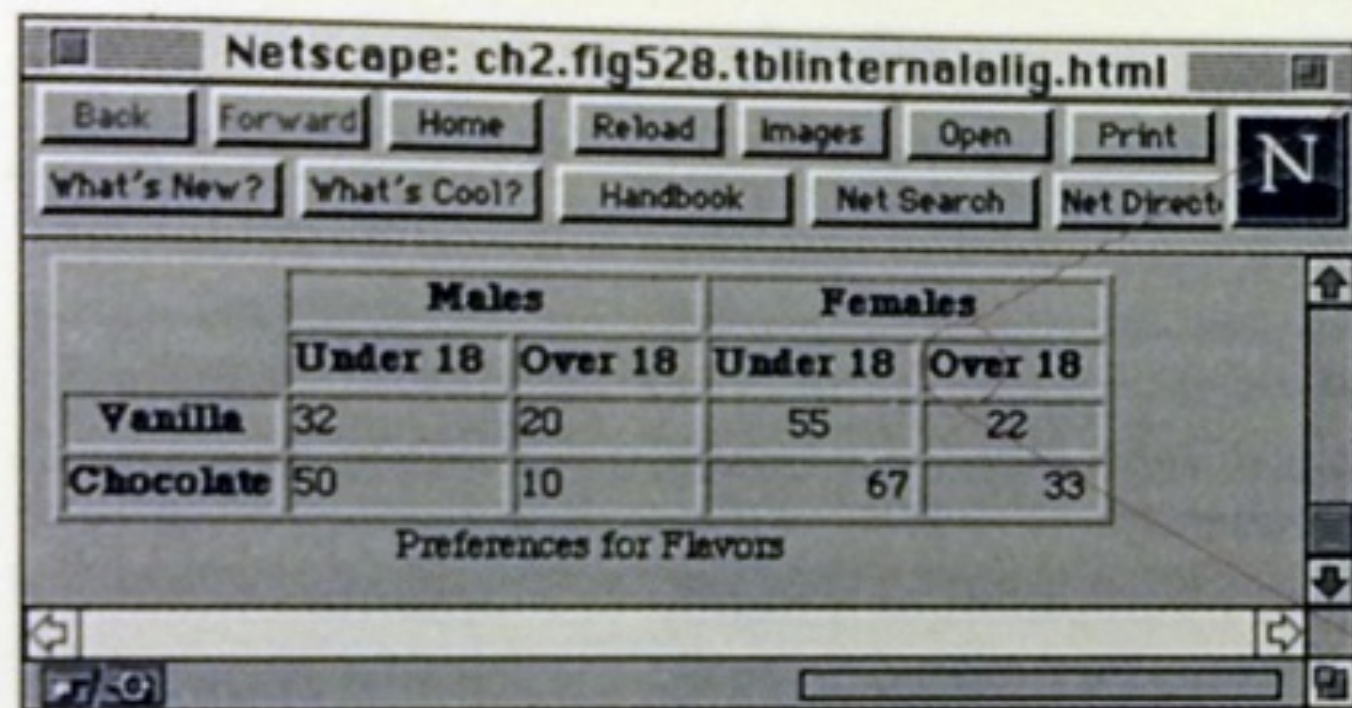 Netscape: ch2.fig528.tblinternalalig.html
Back Forward Home Reload Images Open Print
What's New? What's Cool? Handbook Net Search Net Direct
N
Males Females
Under 18 Over 18 Under 18 Over 18
Vanilla 32 20 55 22
Chocolate 50 10 67 33
Preferences for Flavors